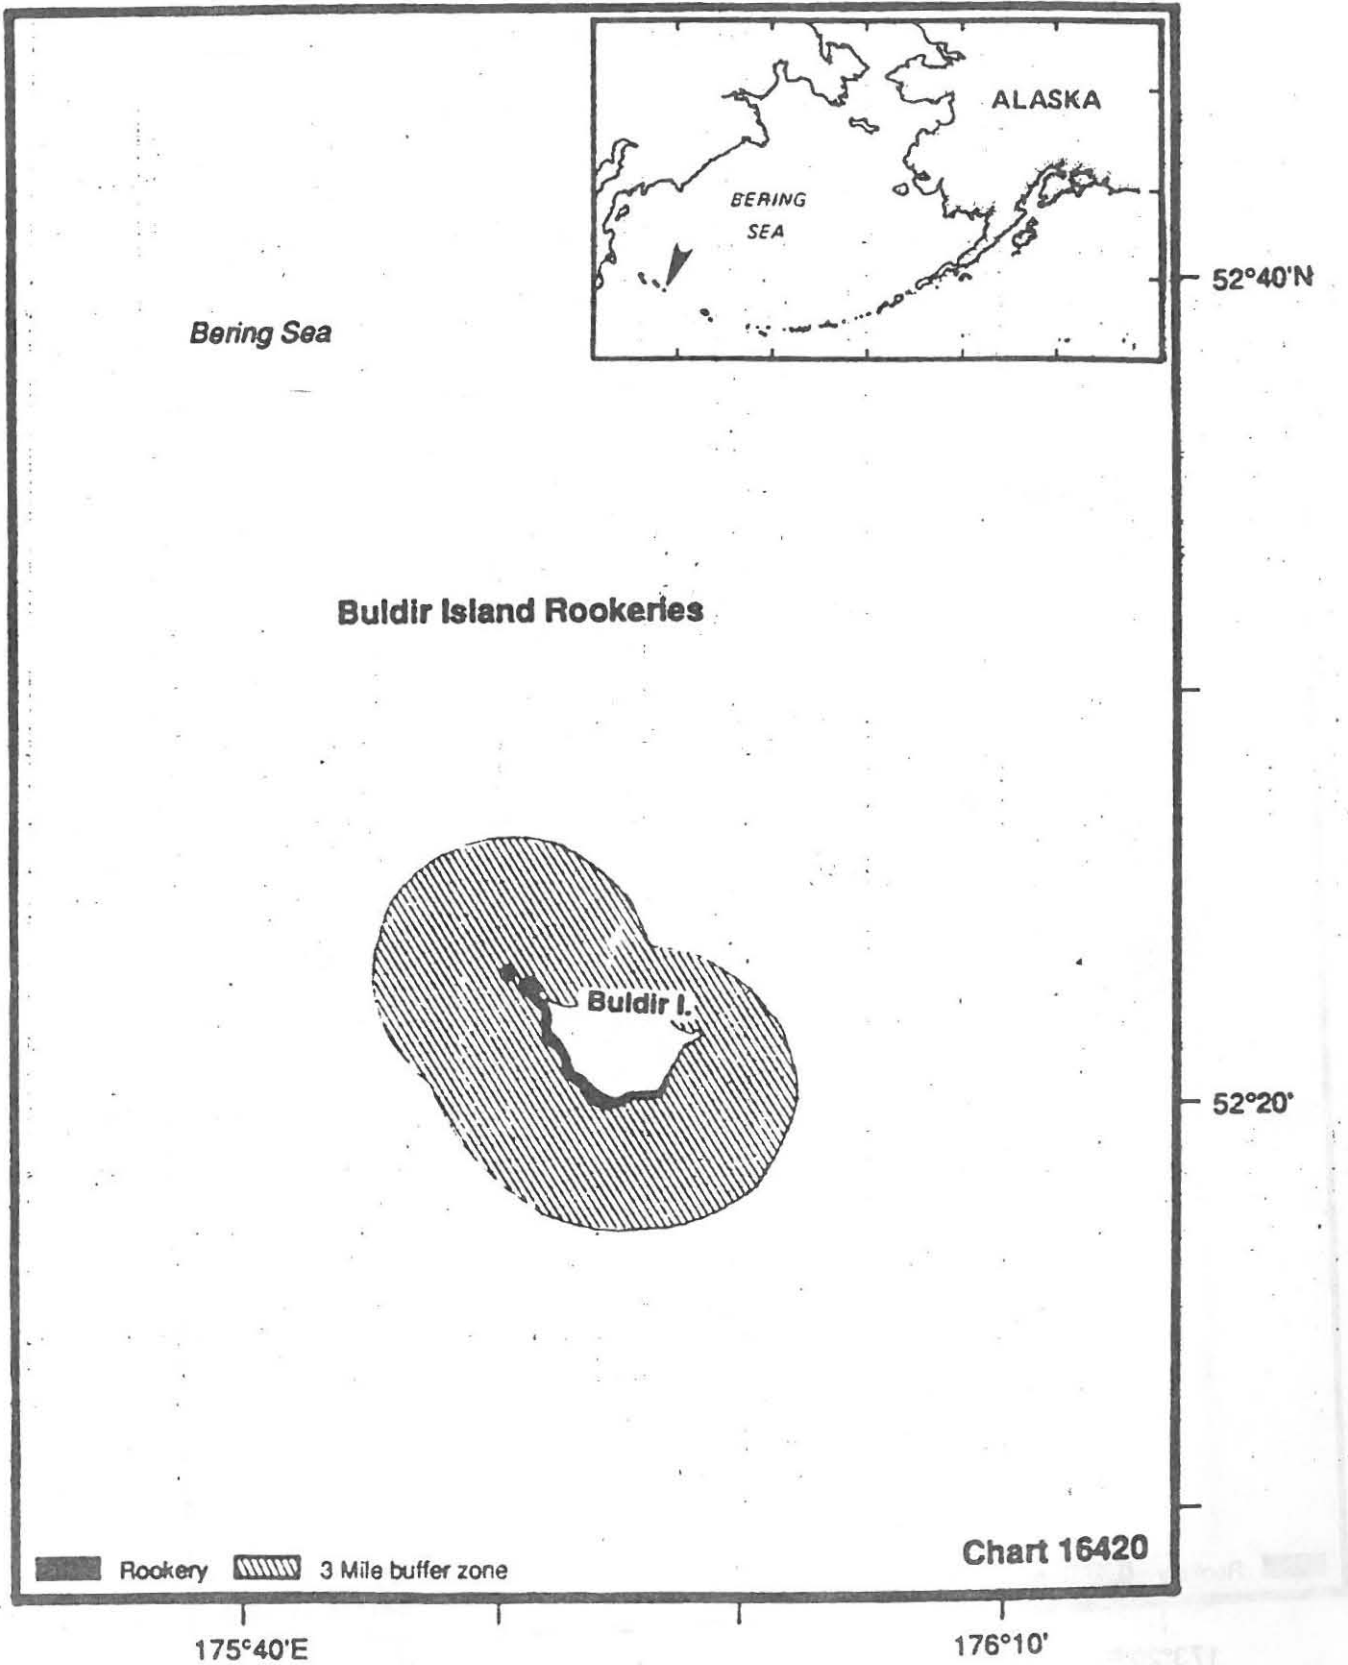 ALASKA
BERING
SEA
52°40'N
Bering Sea
Buldir Island Rookeries
Buldir I.
52°20'
Chart 16420
Rookery
3 Mile buffer zone
175°40'E
176°10'